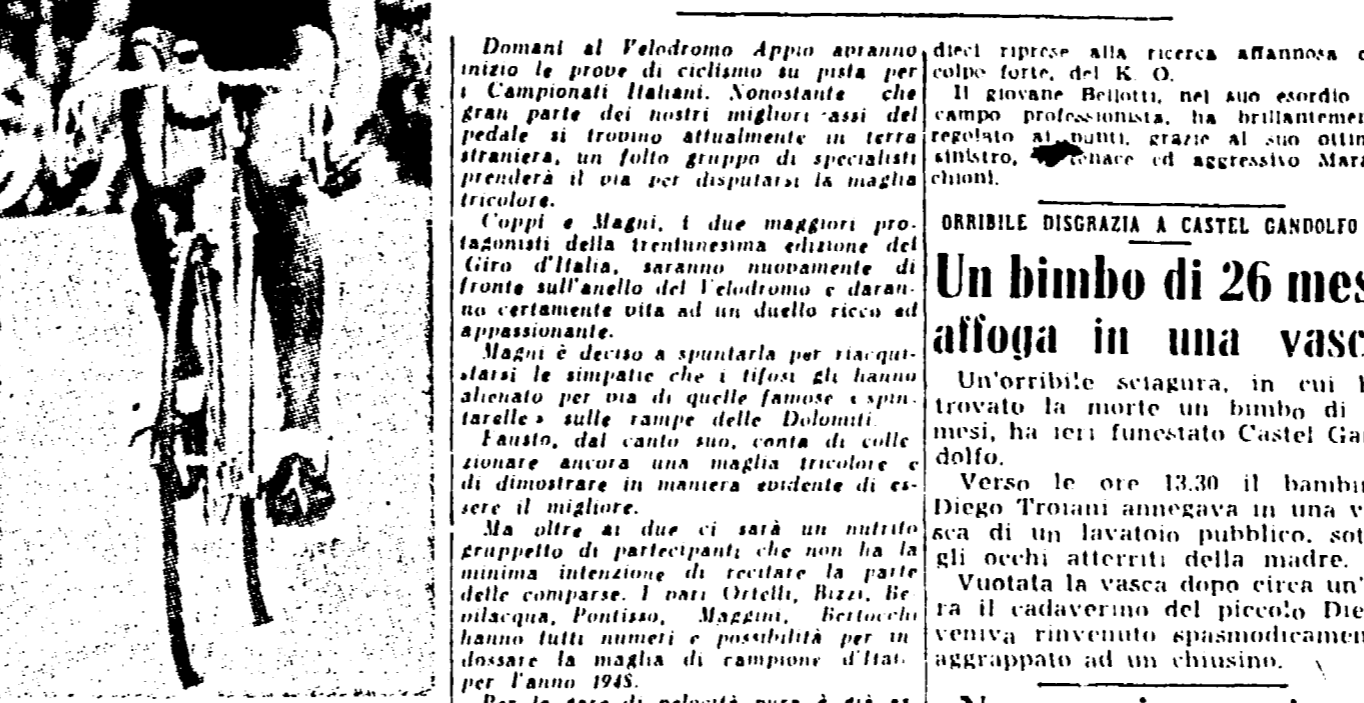 Domani al Velodromo Appio avranno
inizio le prove di ciclismo su pista per
i Campionati Italiani. Nonostante che
gran parte dei nostri migliori assi del
pedale si trovino attualmente in terra
straniera, un folto gruppo di specialisti
prenderà il via per disputarsi la maglia
tricolore.
Coppi e Magni, i due maggiori pro-
tagonisti della trentunesima edizione del
Giro d'Italia, saranno nuovamente di
fronte sull'anello del Velodromo e daran-
no certamente vita ad un duello ricco ed
appassionante.
Magni è deciso a spuntarla per riacqui-
starsi le simpatie che i tifosi gli hanno
alienato per via di quelle famose « spin-
tarelle » sulle rampe delle Dolomiti.
Fausto, dal canto suo, conta di colle
zionare ancora una maglia tricolore e
di dimostrare in maniera evidente di es-
sere il migliore.
Ma oltre ai due ci sarà un nutrito
gruppetto di partecipanti che non ha la
minima intenzione di recitare la parte
delle comparse. I vari Ortelli, Bizzi, Be
vilacqua, Pontisso, Maggini, Bertocchi
hanno tutti numeri e possibilità per in
dossare la maglia di campione d'Ital.
per l'anno 1948.
Per le gare di velocità pura è già
dieci riprese alla ricerca affannosa
colpo forte, del K. O.
Il giovane Bellotti, nel suo esordio
campo professionista, ha brillantemen
regolato ai punti, grazie al suo ottim
sinistro, tenace ed aggressivo Mara
chioni.
ORRIBILE DISGRAZIA A CASTEL GANDOLFO
Un bimbo di 26 mes
affoga in una vasc
Un'orribile sciagura, in cui
trovato la morte un bimbo di
mesi, ha ieri funestato Castel Gan
dolfo.
Verso le ore 13.30 il bambin
Diego Troiani annegava in una v
sca di un lavatoio pubblico, sot
gli occhi atterriti della madre.
Vuotata la vasca dopo circa un'
ra il cadaverino del piccolo Die
veniva rinvenuto spasmodicamen
aggrappato ad un chiusino.